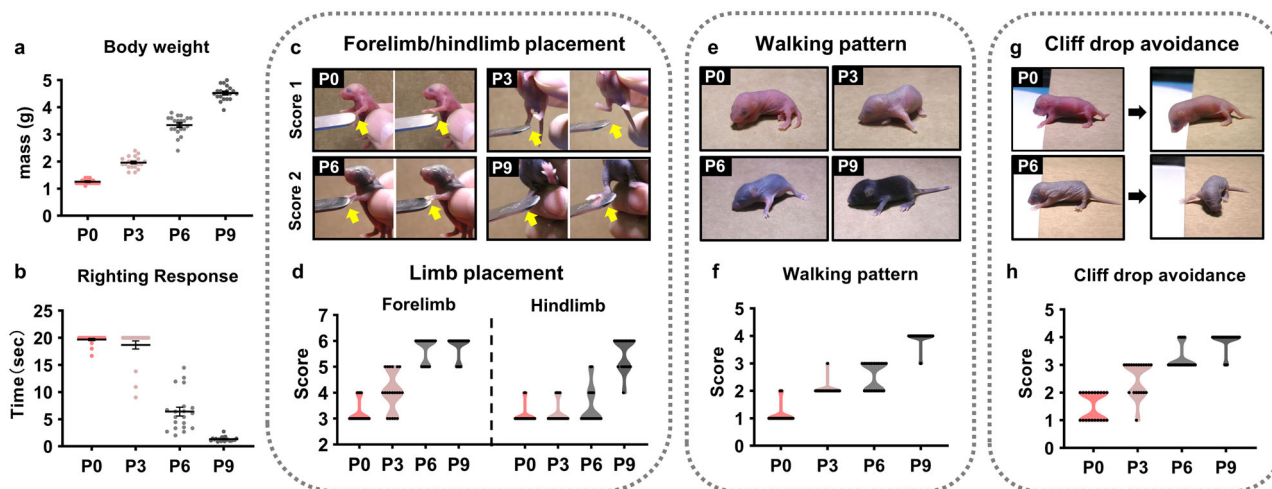 a Body weight
mass (g)
5
4
3
2
1
0
P0 P3 P6 P9
b Righting Response
Time(sec)
25
20
15
10
5
0
P0 P3 P6 P9
c Forelimb/hindlimb placement
Score 1
P0 P3
Score 2
P6 P9
d Limb placement
Forelimb Hindlimb
Score
7
6
5
4
3
2
P0 P3 P6 P9 P0 P3 P6 P9
e Walking pattern
P0 P3
P6 P9
f Walking pattern
Score
5
4
3
2
1
0
P0 P3 P6 P9
g Cliff drop avoidance
P0
P6
h Cliff drop avoidance
Score
5
4
3
2
1
0
P0 P3 P6 P9